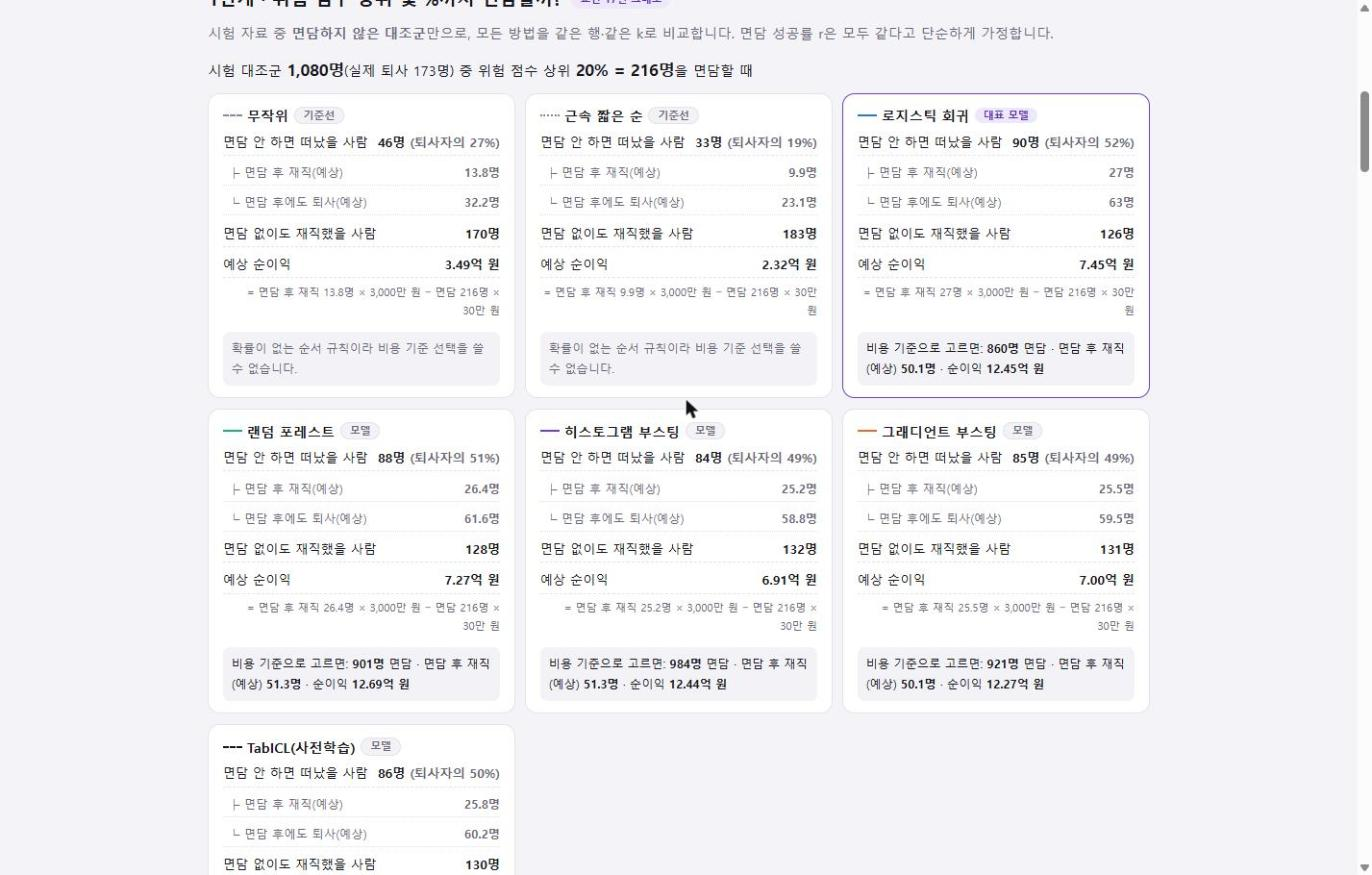 시험 자료 중 면담하지 않은 대조군만으로, 모든 방법을 같은 행·같은 k로 비교합니다. 면담 성공률 r은 모두 같다고 단순하게 가정합니다.
시험 대조군 1,080명(실제 퇴사 173명) 중 위험 점수 상위 20% = 216명을 면담할 때
무작위 기준선
면담 안 하면 떠났을 사람 46명 (퇴사자의 27%)
├ 면담 후 재직(예상) 13.8명
└ 면담 후에도 퇴사(예상) 32.2명
면담 없이도 재직했을 사람 170명
예상 순이익 3.49억 원
= 면담 후 재직 13.8명 × 3,000만 원 − 면담 216명 ×
30만 원
확률이 없는 순서 규칙이라 비용 기준 선택을 쓸
수 없습니다.
근속 짧은 순 기준선
면담 안 하면 떠났을 사람 33명 (퇴사자의 19%)
├ 면담 후 재직(예상) 9.9명
└ 면담 후에도 퇴사(예상) 23.1명
면담 없이도 재직했을 사람 183명
예상 순이익 2.32억 원
= 면담 후 재직 9.9명 × 3,000만 원 − 면담 216명 × 30만
원
확률이 없는 순서 규칙이라 비용 기준 선택을 쓸
수 없습니다.
로지스틱 회귀 대표 모델
면담 안 하면 떠났을 사람 90명 (퇴사자의 52%)
├ 면담 후 재직(예상) 27명
└ 면담 후에도 퇴사(예상) 63명
면담 없이도 재직했을 사람 126명
예상 순이익 7.45억 원
= 면담 후 재직 27명 × 3,000만 원 − 면담 216명 × 30만
원
비용 기준으로 고르면: 860명 면담 · 면담 후 재직
(예상) 50.1명 · 순이익 12.45억 원
랜덤 포레스트 모델
면담 안 하면 떠났을 사람 88명 (퇴사자의 51%)
├ 면담 후 재직(예상) 26.4명
└ 면담 후에도 퇴사(예상) 61.6명
면담 없이도 재직했을 사람 128명
예상 순이익 7.27억 원
= 면담 후 재직 26.4명 × 3,000만 원 − 면담 216명 ×
30만 원
비용 기준으로 고르면: 901명 면담 · 면담 후 재직
(예상) 51.3명 · 순이익 12.69억 원
히스토그램 부스팅 모델
면담 안 하면 떠났을 사람 84명 (퇴사자의 49%)
├ 면담 후 재직(예상) 25.2명
└ 면담 후에도 퇴사(예상) 58.8명
면담 없이도 재직했을 사람 132명
예상 순이익 6.91억 원
= 면담 후 재직 25.2명 × 3,000만 원 − 면담 216명 ×
30만 원
비용 기준으로 고르면: 984명 면담 · 면담 후 재직
(예상) 51.3명 · 순이익 12.44억 원
그래디언트 부스팅 모델
면담 안 하면 떠났을 사람 85명 (퇴사자의 49%)
├ 면담 후 재직(예상) 25.5명
└ 면담 후에도 퇴사(예상) 59.5명
면담 없이도 재직했을 사람 131명
예상 순이익 7.00억 원
= 면담 후 재직 25.5명 × 3,000만 원 − 면담 216명 ×
30만 원
비용 기준으로 고르면: 921명 면담 · 면담 후 재직
(예상) 50.1명 · 순이익 12.27억 원
TabICL(사전학습) 모델
면담 안 하면 떠났을 사람 86명 (퇴사자의 50%)
├ 면담 후 재직(예상) 25.8명
└ 면담 후에도 퇴사(예상) 60.2명
면담 없이도 재직했을 사람 130명